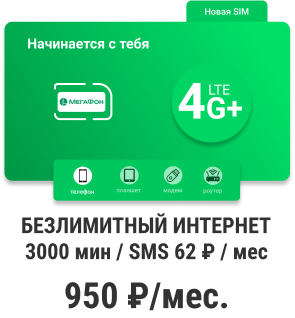 Новая SIM
Начинается с тебя
МЕГАФОН
4G+ LTE
телефон планшет модем роутер
БЕЗЛИМИТНЫЙ ИНТЕРНЕТ
3000 мин / SMS 62 ₽ / мес
950 ₽/мес.